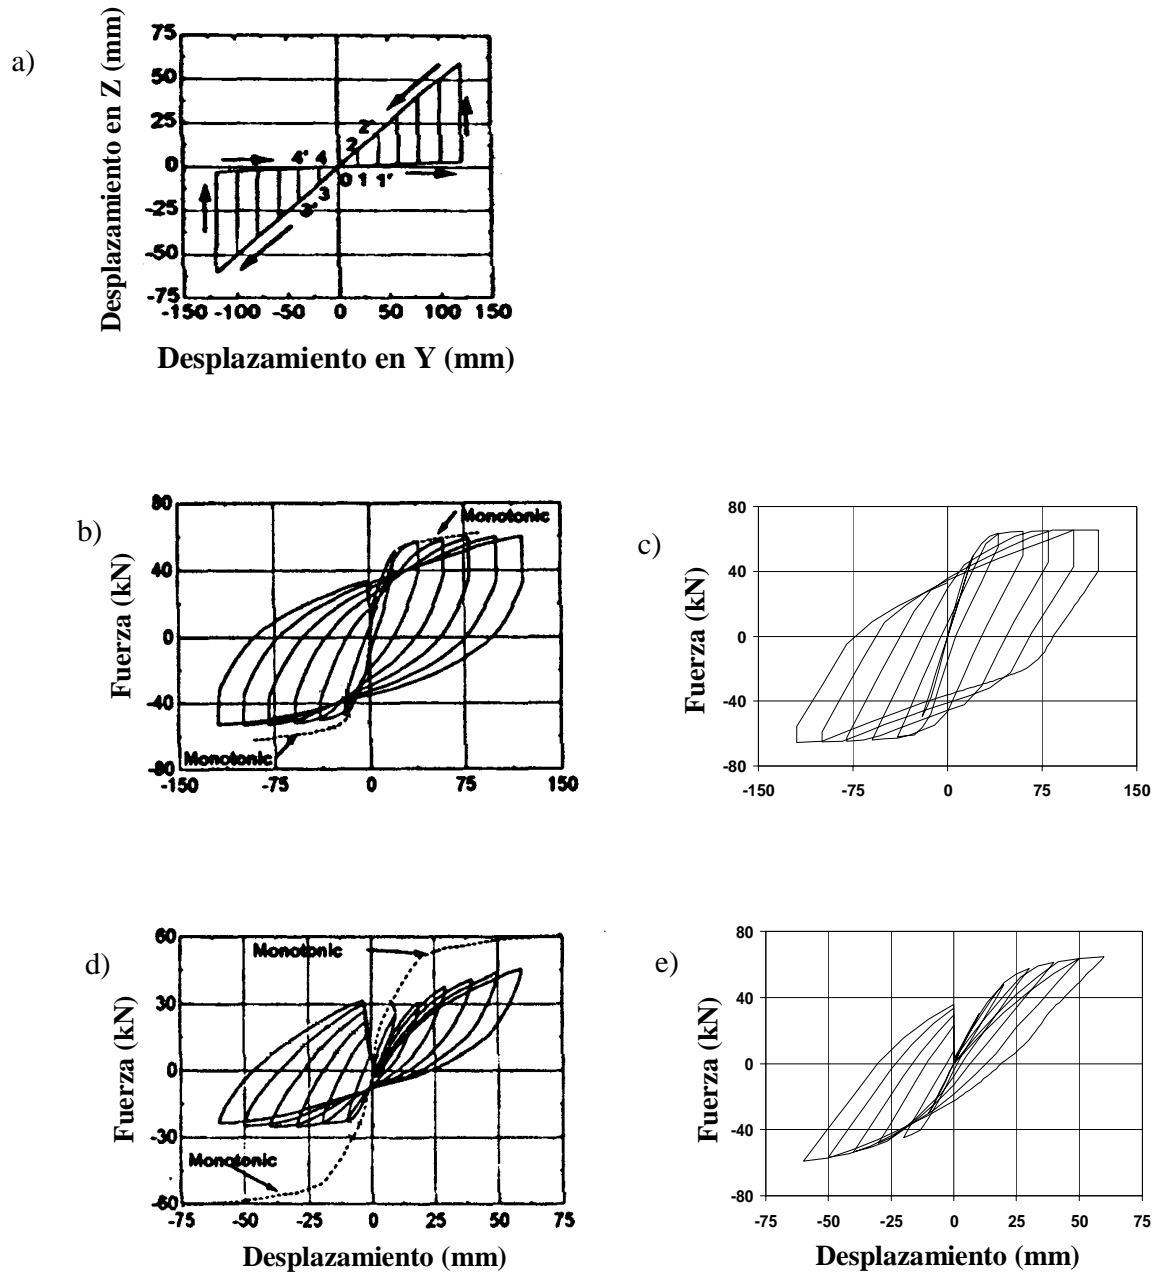 a)
Desplazamiento en Z (mm)
75
50
25
0
-25
-50
-75
2'
2
4' 4
0 1 1'
3
3'
-150 -100 -50 0 50 100 150
Desplazamiento en Y (mm)
b)
Fuerza (kN)
80
40
0
-40
-80
Monotonic
Monotonic
-150 -75 0 75 150
c)
Fuerza (kN)
80
40
0
-40
-80
-150 -75 0 75 150
d)
Fuerza (kN)
60
30
0
-30
-60
Monotonic
Monotonic
-75 -50 -25 0 25 50 75
Desplazamiento (mm)
e)
Fuerza (kN)
80
40
0
-40
-80
-75 -50 -25 0 25 50 75
Desplazamiento (mm)